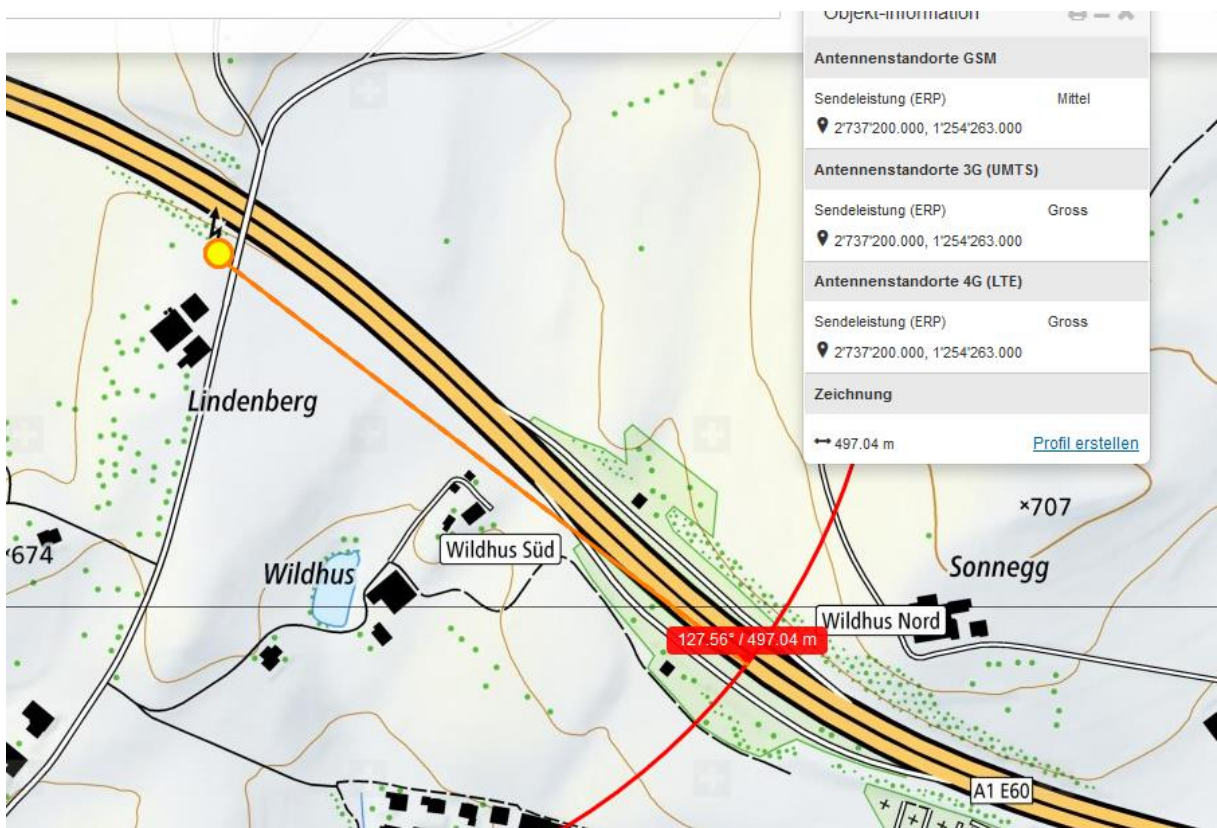 Objekt-Information
Antennenstandorte GSM
Sendeleistung (ERP) Mittel
2'737'200.000, 1'254'263.000
Antennenstandorte 3G (UMTS)
Sendeleistung (ERP) Gross
2'737'200.000, 1'254'263.000
Antennenstandorte 4G (LTE)
Sendeleistung (ERP) Gross
2'737'200.000, 1'254'263.000
Zeichnung
497.04 m Profil erstellen
Lindenberg
×707
674
Wildhus Süd
Wildhus
Sonnegg
Wildhus Nord
127.56° / 497.04 m
A1 E60